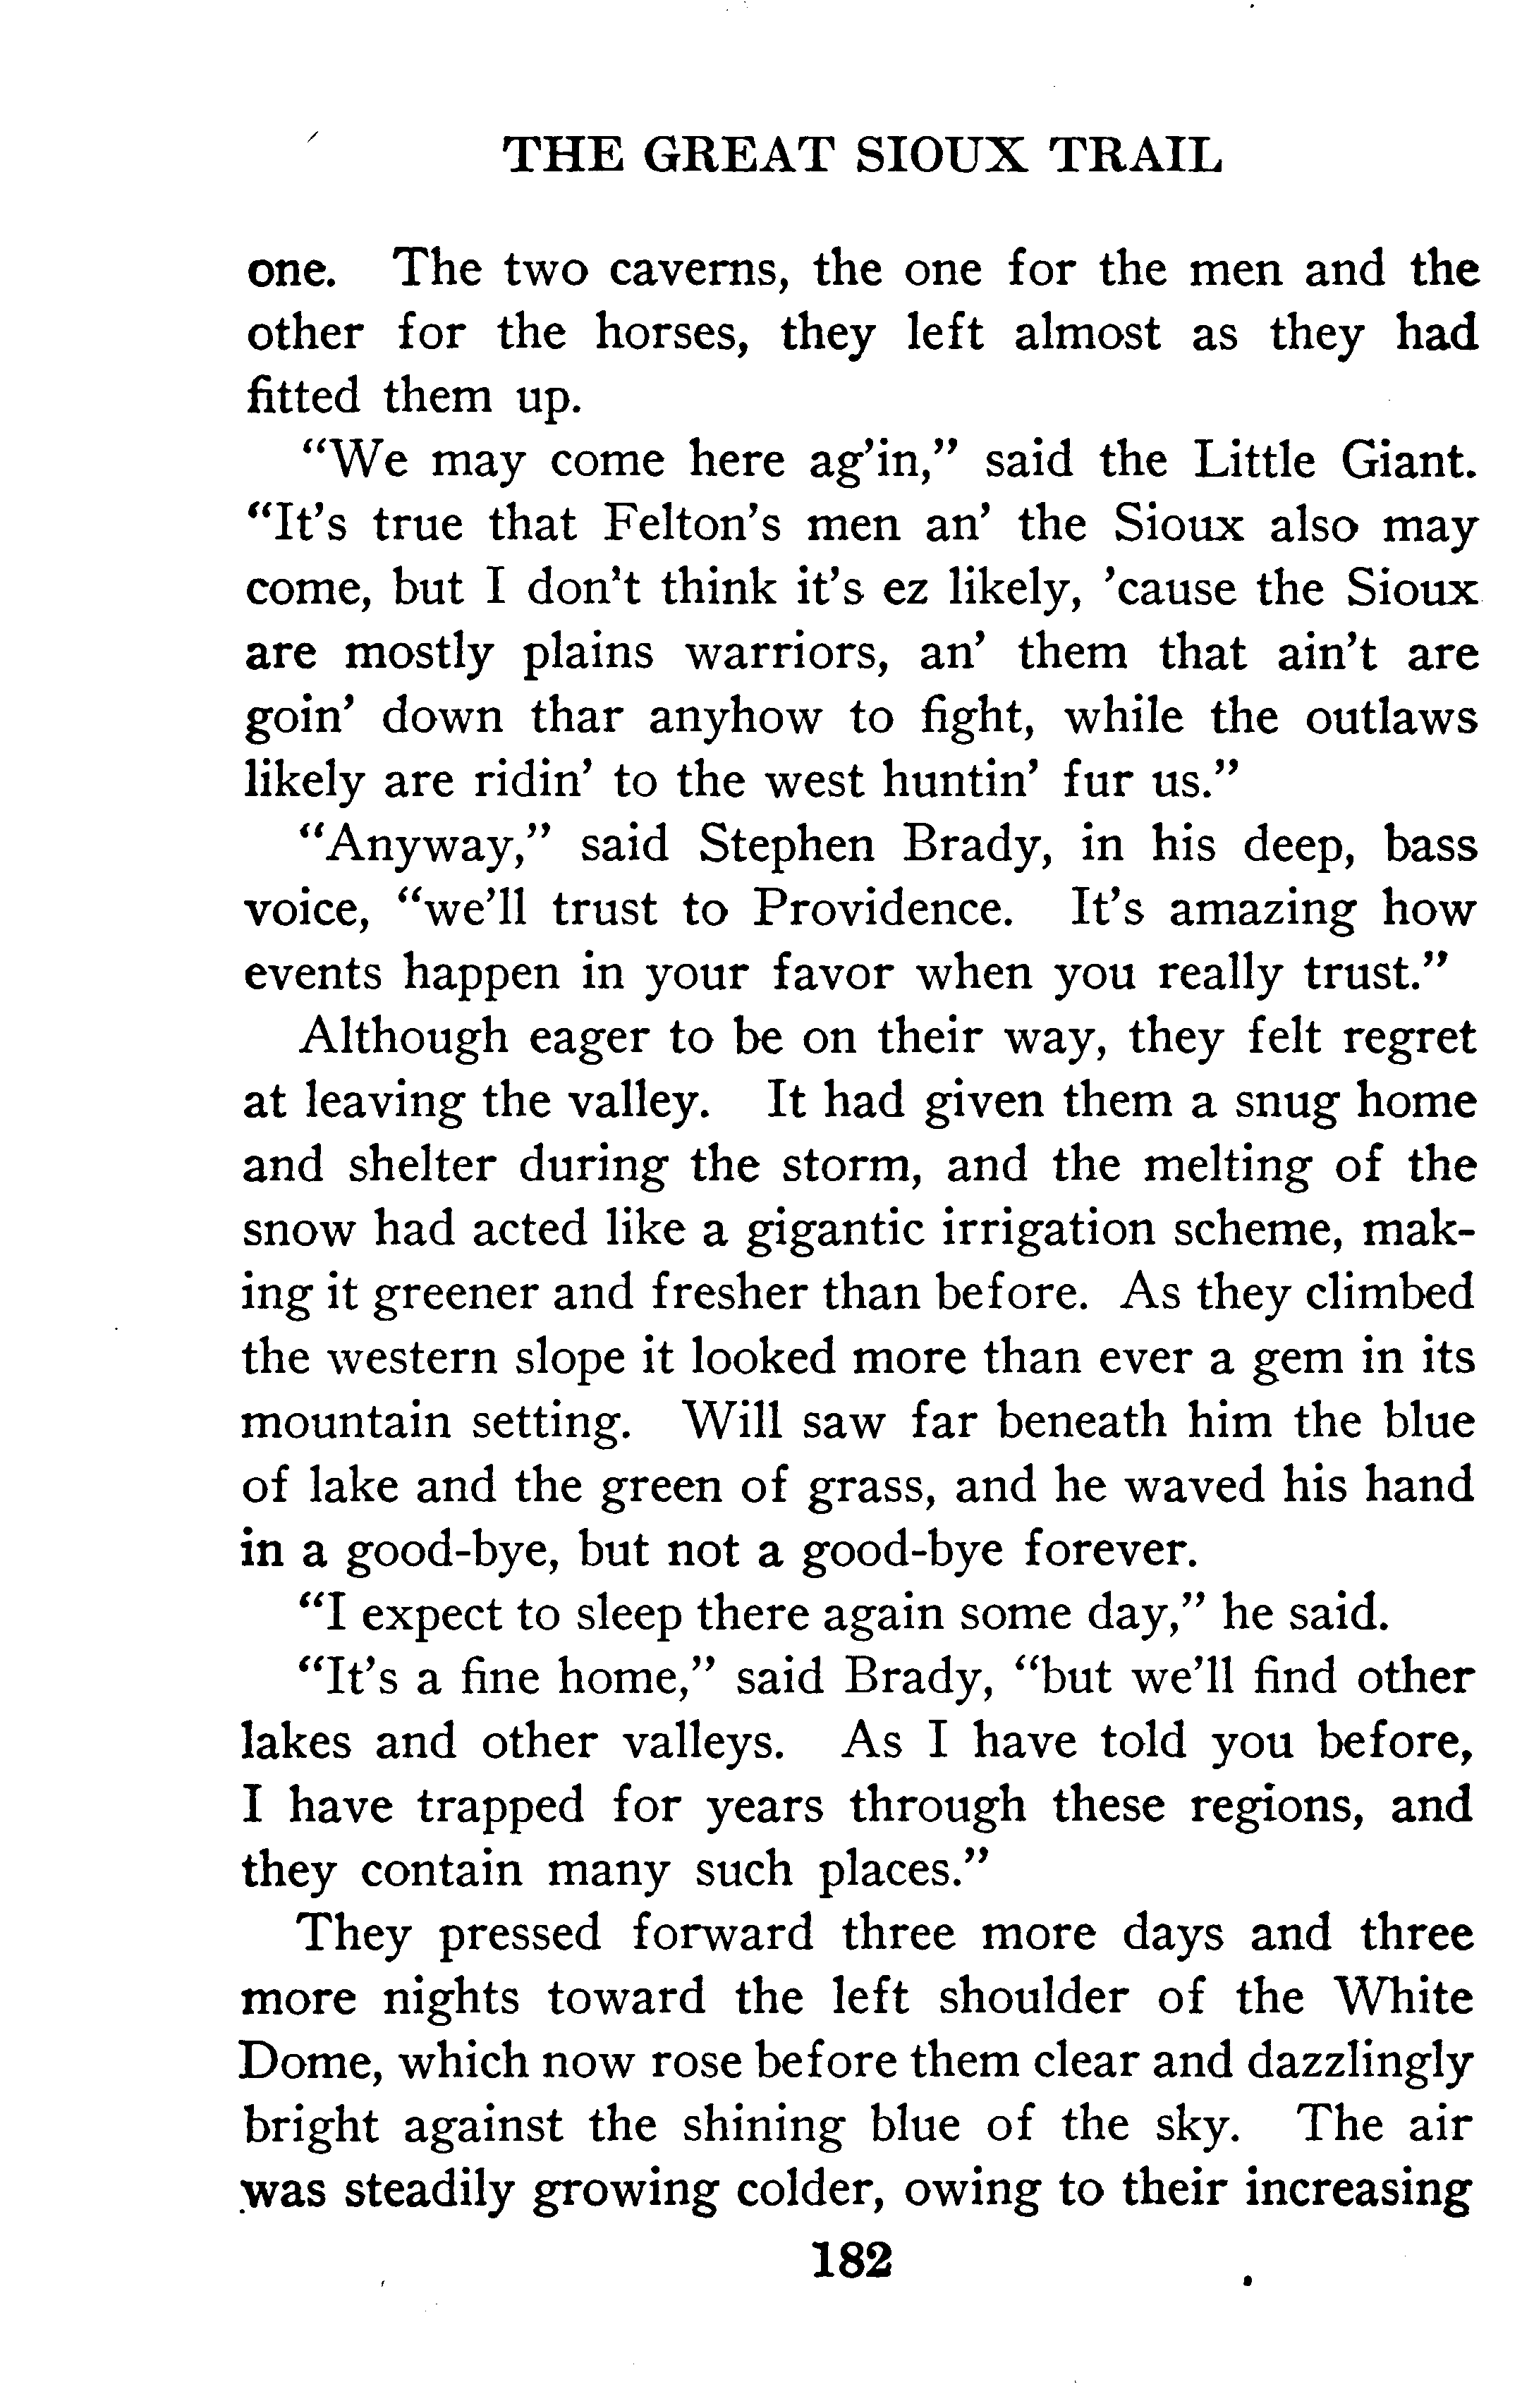 THE GREAT SIOUX TRAIL
one. The two caverns, the one for the men and the
other for the horses, they left almost as they had
fitted them up.
"We may come here ag'in," said the Little Giant.
"It's true that Felton's men an' the Sioux also may
come, but I don't think it's ez likely, 'cause the Sioux
are mostly plains warriors, an' them that ain't are
goin' down thar anyhow to fight, while the outlaws
likely are ridin' to the west huntin' fur us."
"Anyway," said Stephen Brady, in his deep, bass
voice, "we'll trust to Providence. It's amazing how
events happen in your favor when you really trust."
Although eager to be on their way, they felt regret
at leaving the valley. It had given them a snug home
and shelter during the storm, and the melting of the
snow had acted like a gigantic irrigation scheme, mak-
ing it greener and fresher than before. As they climbed
the western slope it looked more than ever a gem in its
mountain setting. Will saw far beneath him the blue
of lake and the green of grass, and he waved his hand
in a good-bye, but not a good-bye forever.
"I expect to sleep there again some day," he said.
"It's a fine home," said Brady, "but we'll find other
lakes and other valleys. As I have told you before,
I have trapped for years through these regions, and
they contain many such places."
They pressed forward three more days and three
more nights toward the left shoulder of the White
Dome, which now rose before them clear and dazzlingly
bright against the shining blue of the sky. The air
was steadily growing colder, owing to their increasing
182